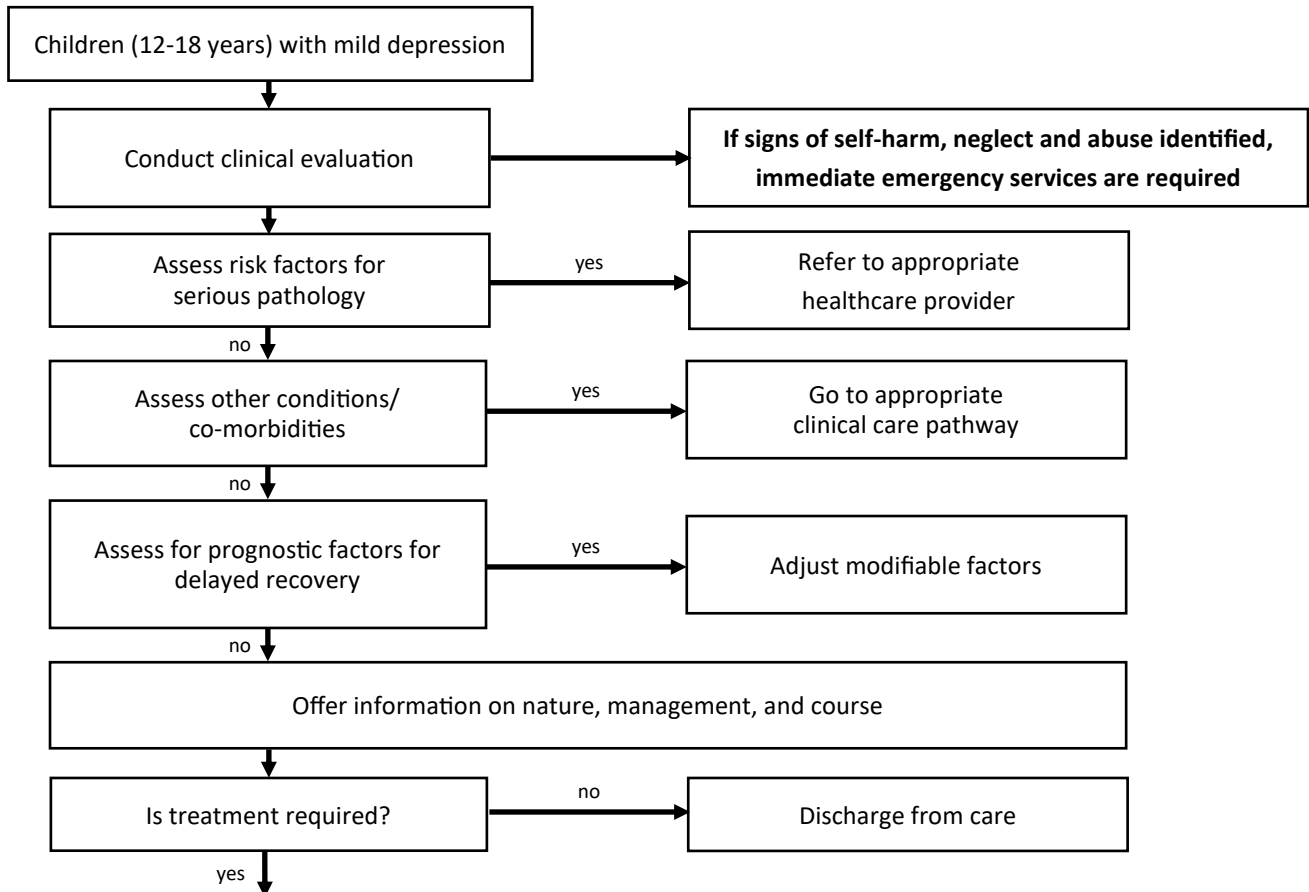 Children (12-18 years) with mild depression
Conduct clinical evaluation
If signs of self-harm, neglect and abuse identified,
immediate emergency services are required
Assess risk factors for
serious pathology
yes
Refer to appropriate
healthcare provider
no
Assess other conditions/
co-morbidities
yes
Go to appropriate
clinical care pathway
no
Assess for prognostic factors for
delayed recovery
yes
Adjust modifiable factors
no
Offer information on nature, management, and course
Is treatment required?
no
Discharge from care
yes